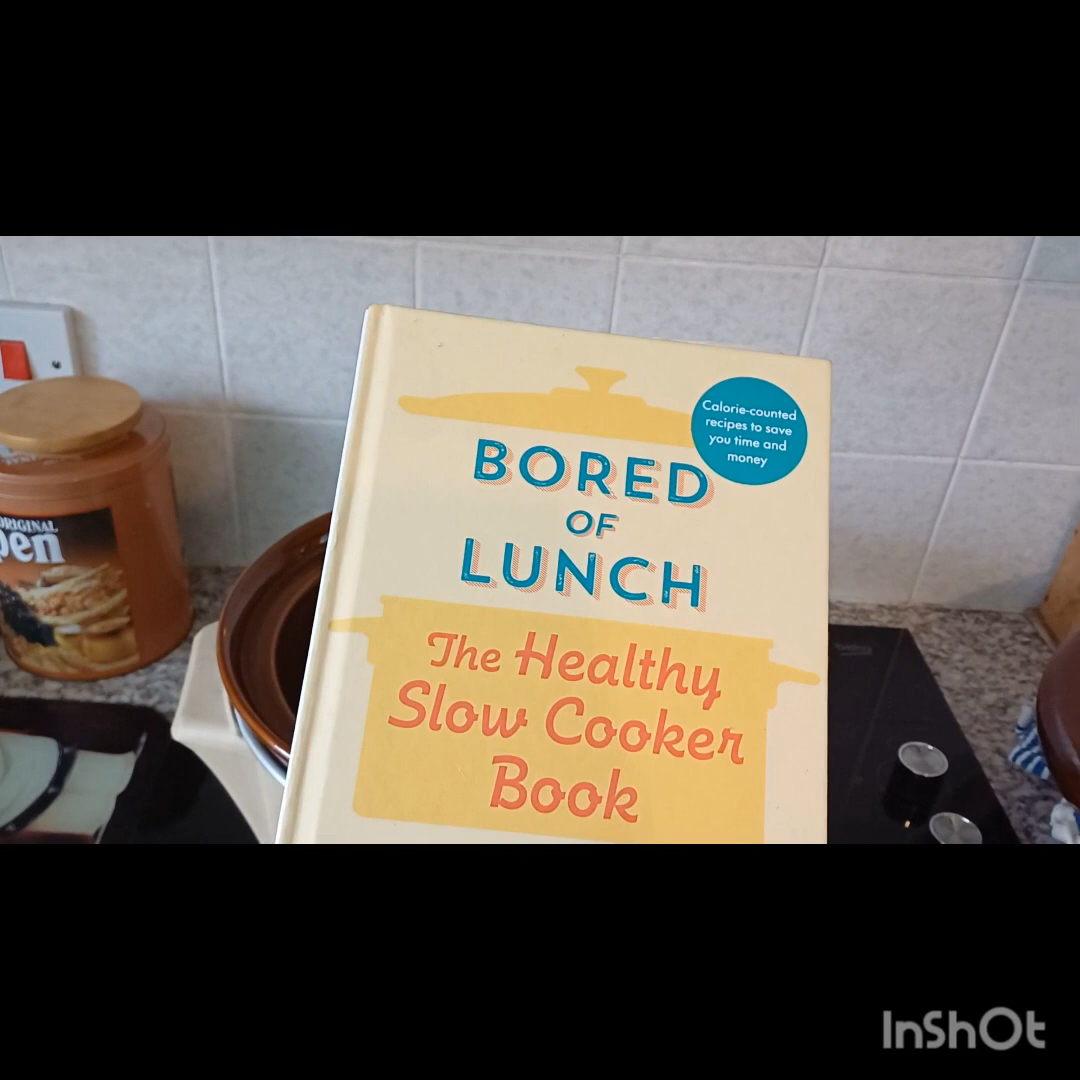 BORED
OF
LUNCH
The Healthy
Slow Cooker
Book
Calorie-counted
recipes to save
you time and
money
ORIGINAL
InShOt